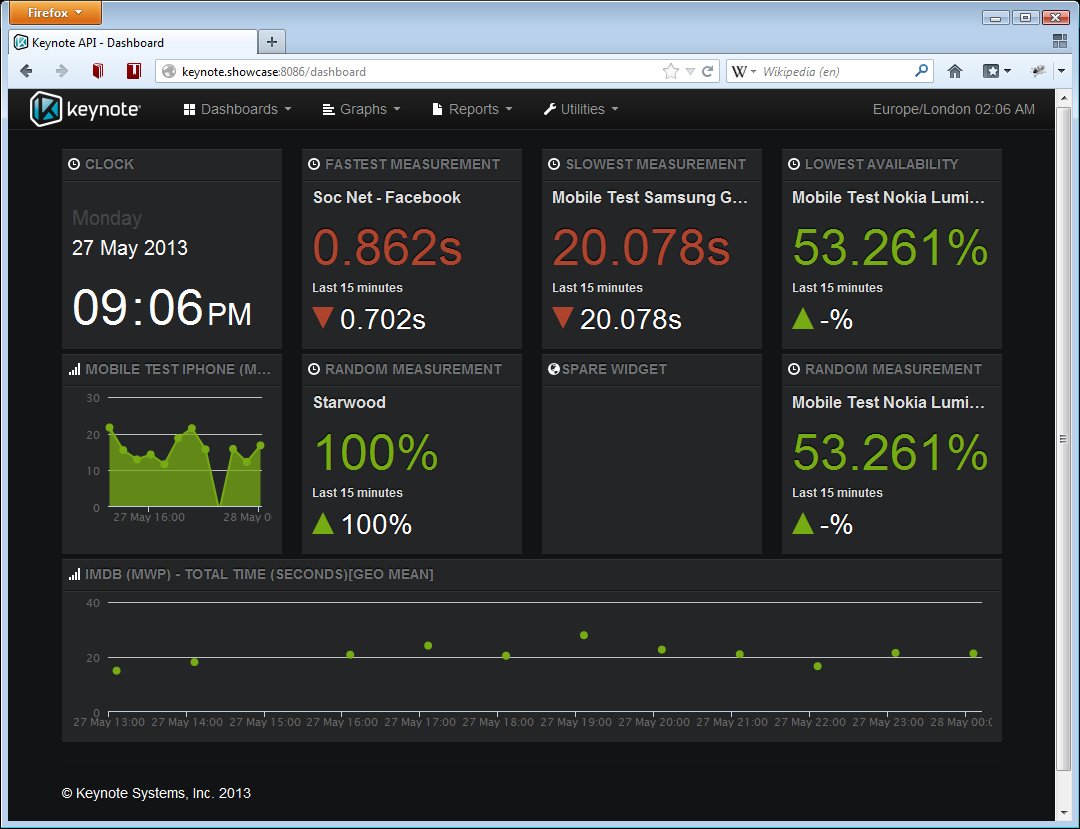 Firefox
Keynote API - Dashboard
keynote.showcase:8086/dashboard
W
Wikipedia (en)
keynote
Dashboards
Graphs
Reports
Utilities
Europe/London 02:06 AM
CLOCK
Monday
27 May 2013
09:06PM
FASTEST MEASUREMENT
Soc Net - Facebook
0.862s
Last 15 minutes
0.702s
SLOWEST MEASUREMENT
Mobile Test Samsung G...
20.078s
Last 15 minutes
20.078s
LOWEST AVAILABILITY
Mobile Test Nokia Lumi...
53.261%
Last 15 minutes
-%
MOBILE TEST IPHONE (M...
30
20
10
0
27 May 16:00
28 May 0
RANDOM MEASUREMENT
Starwood
100%
Last 15 minutes
100%
SPARE WIDGET
RANDOM MEASUREMENT
Mobile Test Nokia Lumi...
53.261%
Last 15 minutes
-%
IMDB (MWP) - TOTAL TIME (SECONDS)[GEO MEAN]
40
20
0
27 May 13:00 27 May 14:00 27 May 15:00 27 May 16:00 27 May 17:00 27 May 18:00 27 May 19:00 27 May 20:00 27 May 21:00 27 May 22:00 27 May 23:00 28 May 00:0
© Keynote Systems, Inc. 2013